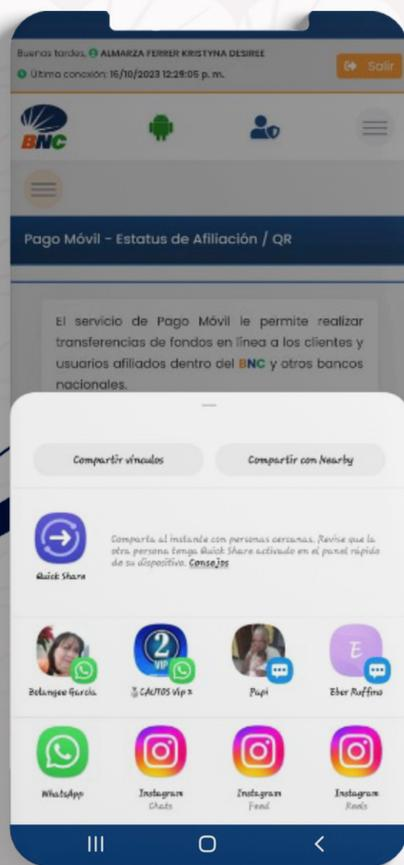 Buenas tardes, ALMARZA FERRER KRISTYNA DESIREE
Última conexión: 16/10/2023 12:29:05 p. m.
Salir
BNC
Pago Móvil - Estatus de Afiliación / QR
El servicio de Pago Móvil le permite realizar
transferencias de fondos en línea a los clientes y
usuarios afiliados dentro del BNC y otros bancos
nacionales.
Compartir vínculos
Compartir con Nearby
Comparta al instante con personas cercanas. Revise que la
otra persona tenga Quick Share activado en el panel rápido
de su dispositivo. Consejos
Quick Share
2
VIP
E
Belangee García
CAUTOS Vip 2
Papi
Eber Ruffino
WhatsApp
Instagram
Chats
Instagram
Feed
Instagram
Reels